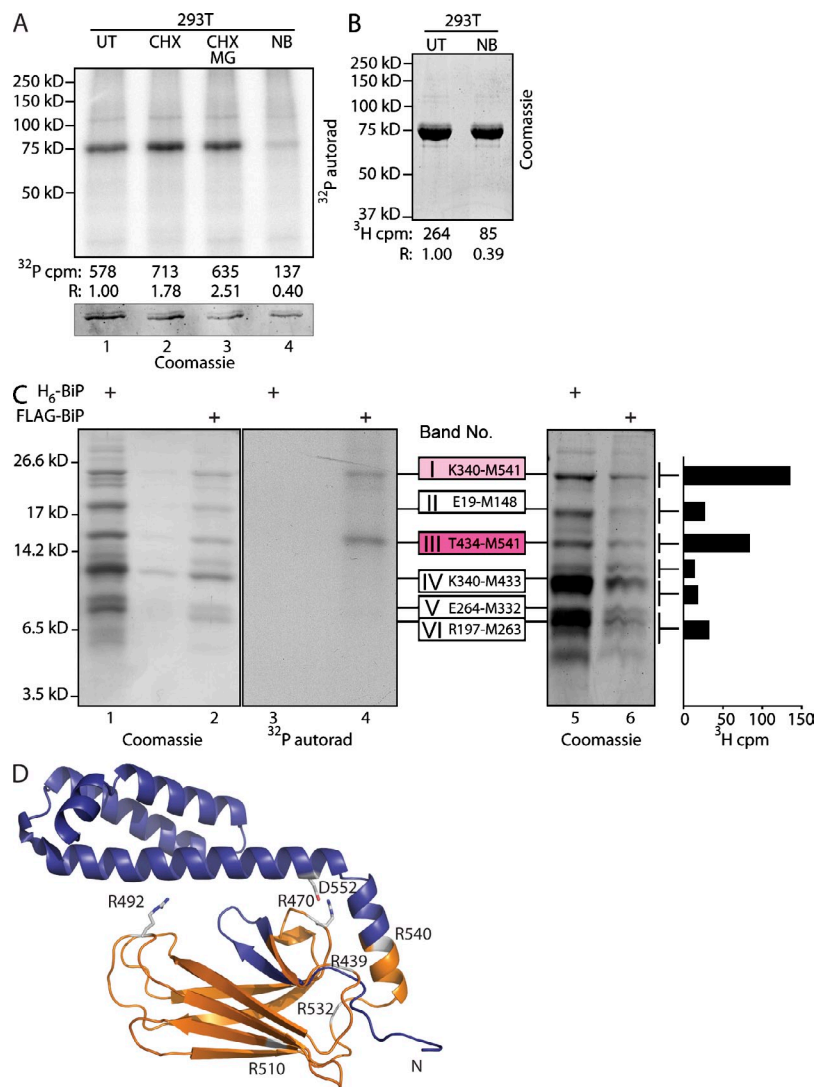 A
293T
UT CHX CHX MG NB
250 kD
150 kD
100 kD
75 kD
50 kD
32P autorad
32P cpm: 578 713 635 137
R: 1.00 1.78 2.51 0.40
1 2 3 4
Coomassie
B
293T
UT NB
250 kD
150 kD
100 kD
75 kD
50 kD
37 kD
Coomassie
3H cpm: 264 85
R: 1.00 0.39
C
H6-BiP + + +
FLAG-BiP + + +
Band No.
26.6 kD
17 kD
14.2 kD
6.5 kD
3.5 kD
I K340-M541
II E19-M148
III T434-M541
IV K340-M433
V E264-M332
VI R197-M263
1 2 3 4 5 6
Coomassie 32P autorad Coomassie
0 50 100 150
3H cpm
D
D552
R492
R470
R540
R439
R532
R510
N